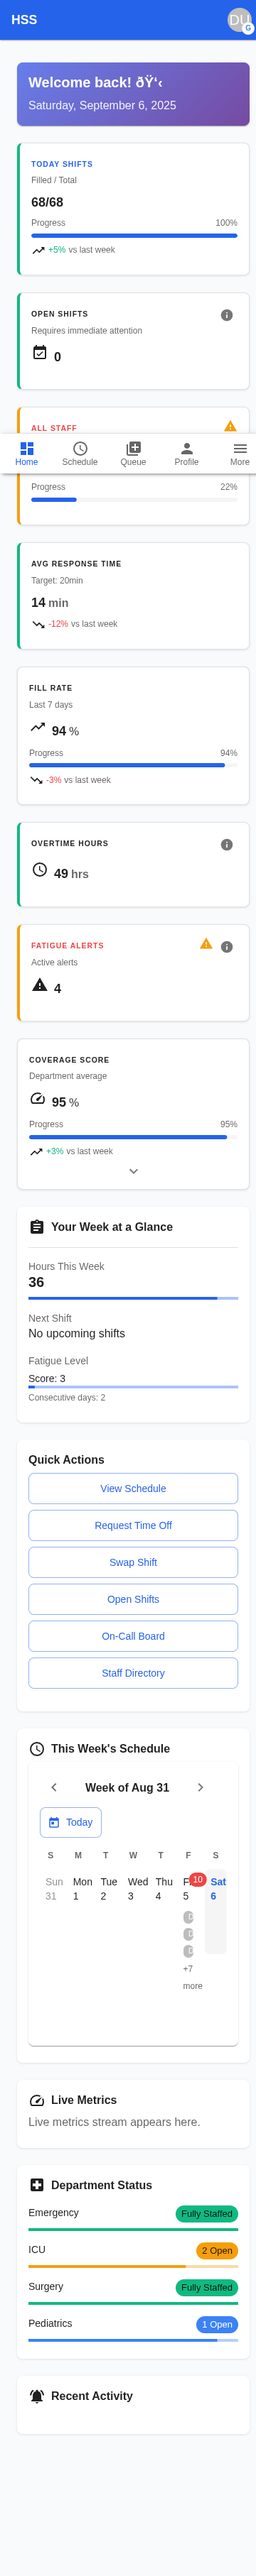 HSS
DU
G
Welcome back! ðŸ‘‹
Saturday, September 6, 2025
TODAY SHIFTS
Filled / Total
68/68
Progress 100%
+5% vs last week
OPEN SHIFTS
Requires immediate attention
0
ALL STAFF
Home Schedule Queue Profile More
Progress 22%
AVG RESPONSE TIME
Target: 20min
14 min
-12% vs last week
FILL RATE
Last 7 days
94 %
Progress 94%
-3% vs last week
OVERTIME HOURS
49 hrs
FATIGUE ALERTS
Active alerts
4
COVERAGE SCORE
Department average
95 %
Progress 95%
+3% vs last week
Your Week at a Glance
Hours This Week
36
Next Shift
No upcoming shifts
Fatigue Level
Score: 3
Consecutive days: 2
Quick Actions
View Schedule
Request Time Off
Swap Shift
Open Shifts
On-Call Board
Staff Directory
This Week's Schedule
Week of Aug 31
Today
S M T W T F S
Sun Mon Tue Wed Thu 10 Sat
31 1 2 3 4 5 6
+7
more
Live Metrics
Live metrics stream appears here.
Department Status
Emergency Fully Staffed
ICU 2 Open
Surgery Fully Staffed
Pediatrics 1 Open
Recent Activity